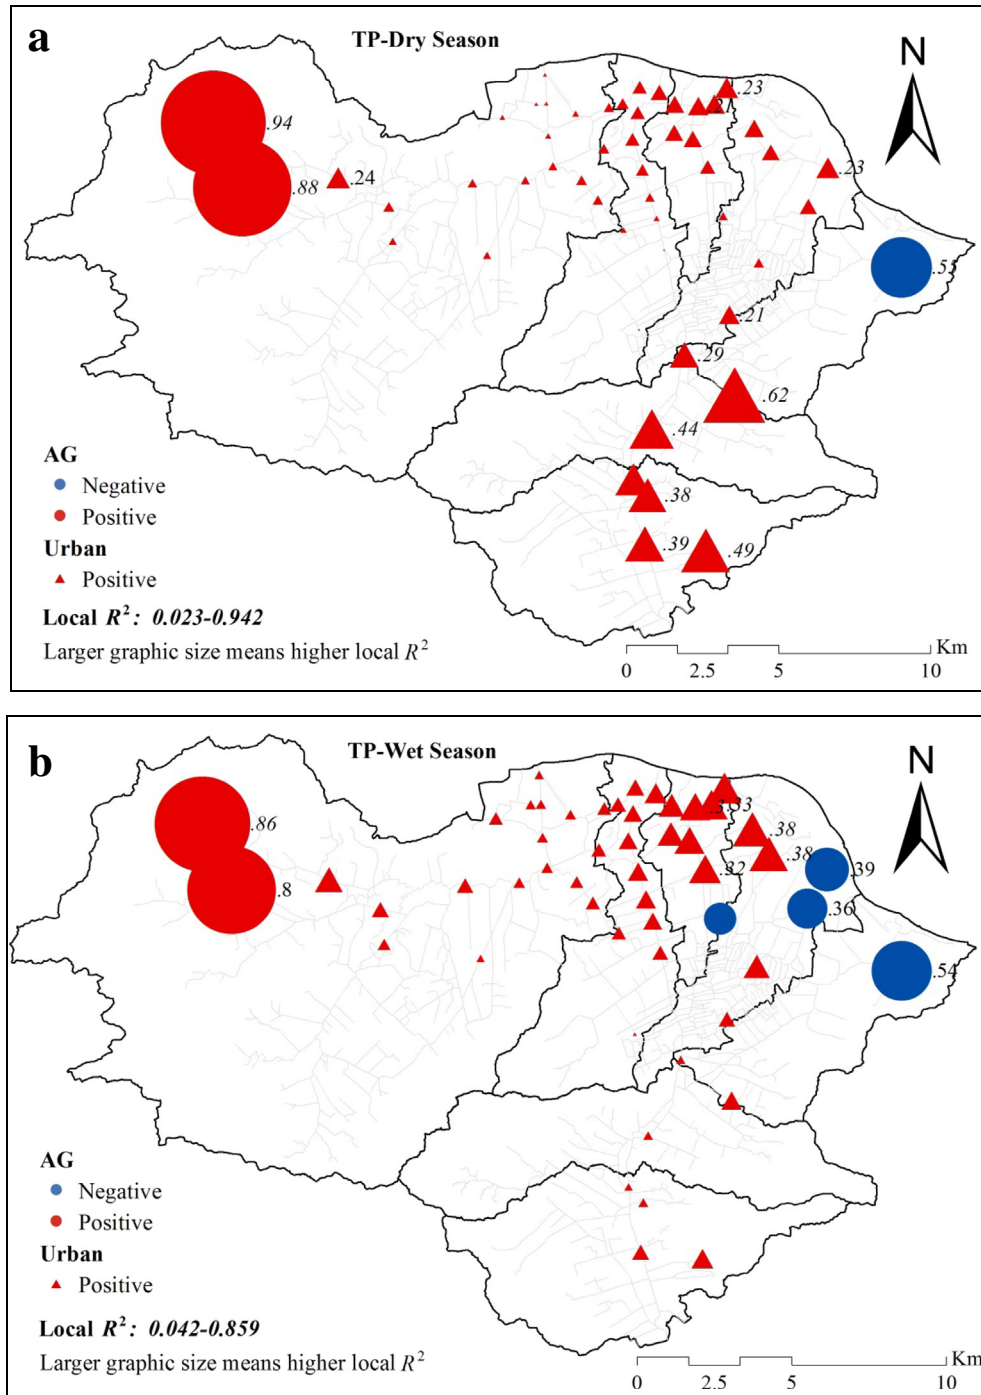 a
TP-Dry Season
N
.94
.88
.24
.23
.21
.23
.21
.29
.62
.44
.38
.39
.49
AG
Negative
Positive
Urban
Positive
Local R²: 0.023-0.942
Larger graphic size means higher local R²
Km
0 2.5 5 10
b
TP-Wet Season
N
.86
.8
.33
.38
.38
.32
.39
.36
.54
AG
Negative
Positive
Urban
Positive
Local R²: 0.042-0.859
Larger graphic size means higher local R²
Km
0 2.5 5 10